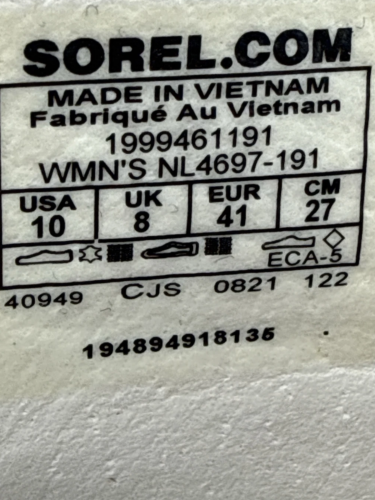 SOREL.COM
MADE IN VIETNAM
Fabriqué Au Vietnam
1999461191
WMN'S NL4697-191
USA UK EUR CM
10 8 41 27
ECA-5
40949 CJS 0821 122
194894918135